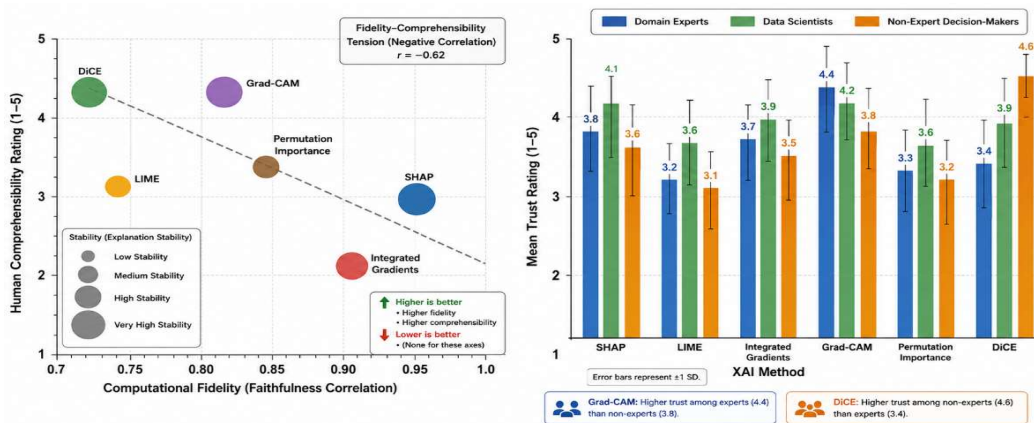 Fidelity–Comprehensibility
Tension (Negative Correlation)
r = −0.62
Human Comprehensibility Rating (1–5)
5
4
3
2
1
DiCE
Grad-CAM
Permutation
Importance
LIME
SHAP
Integrated
Gradients
Stability (Explanation Stability)
Low Stability
Medium Stability
High Stability
Very High Stability
Higher is better
• Higher fidelity
• Higher comprehensibility
Lower is better
• (None for these axes)
0.7 0.75 0.80 0.85 0.90 0.95 1.0
Computational Fidelity (Faithfulness Correlation)
Domain Experts Data Scientists Non-Expert Decision-Makers
Mean Trust Rating (1–5)
5
4
3
2
1
3.8 4.1 3.6
3.2 3.6 3.1
3.7 3.9 3.5
4.4 4.2 3.8
3.3 3.6 3.2
3.4 3.9 4.6
SHAP LIME Integrated Gradients Grad-CAM Permutation Importance DiCE
XAI Method
Error bars represent ±1 SD.
Grad-CAM: Higher trust among experts (4.4)
than non-experts (3.8).
DiCE: Higher trust among non-experts (4.6)
than experts (3.4).